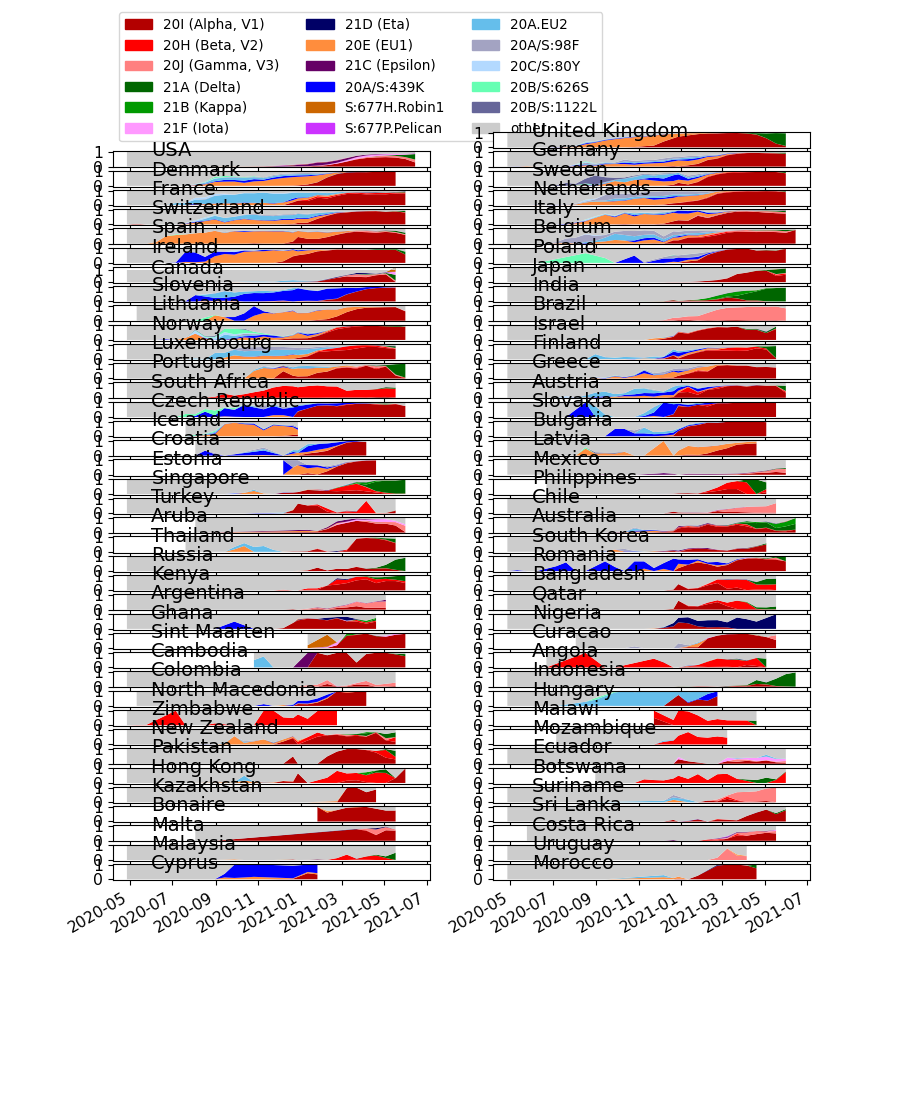 20I (Alpha, V1)
20H (Beta, V2)
20J (Gamma, V3)
21A (Delta)
21B (Kappa)
21F (Iota)
21D (Eta)
20E (EU1)
21C (Epsilon)
20A/S:439K
S:677H.Robin1
S:677P.Pelican
20A.EU2
20A/S:98F
20C/S:80Y
20B/S:626S
20B/S:1122L
other
United Kingdom
USA
Germany
Denmark
Sweden
France
Netherlands
Switzerland
Italy
Spain
Belgium
Ireland
Poland
Canada
Japan
Slovenia
India
Lithuania
Brazil
Norway
Israel
Luxembourg
Finland
Portugal
Greece
South Africa
Austria
Czech Republic
Slovakia
Iceland
Bulgaria
Croatia
Latvia
Estonia
Mexico
Singapore
Philippines
Turkey
Chile
Aruba
Australia
Thailand
South Korea
Russia
Romania
Kenya
Bangladesh
Argentina
Qatar
Ghana
Nigeria
Sint Maarten
Curacao
Cambodia
Angola
Colombia
Indonesia
North Macedonia
Hungary
Zimbabwe
Malawi
New Zealand
Mozambique
Pakistan
Ecuador
Hong Kong
Botswana
Kazakhstan
Suriname
Bonaire
Sri Lanka
Malta
Costa Rica
Malaysia
Uruguay
Cyprus
Morocco
2020-05 2020-07 2020-09 2020-11 2021-01 2021-03 2021-05 2021-07
2020-05 2020-07 2020-09 2020-11 2021-01 2021-03 2021-05 2021-07